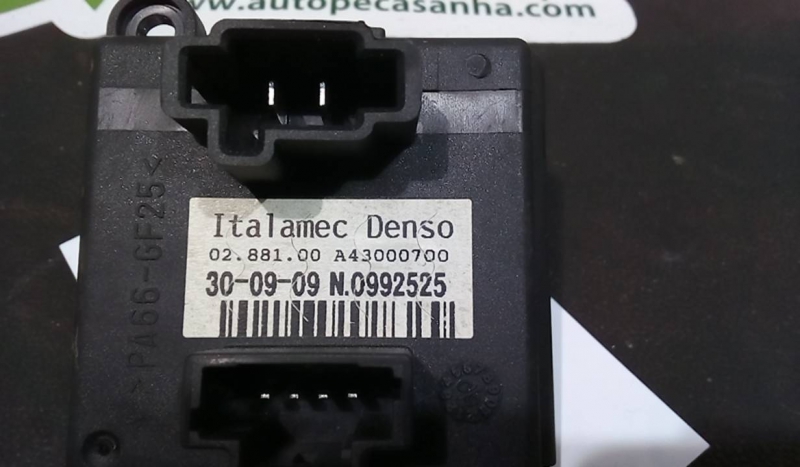 www.autopecasanha.com
Italamec Denso
02.881.00 A43000700
30-09-09 N.0992525
>PA66-GF25<